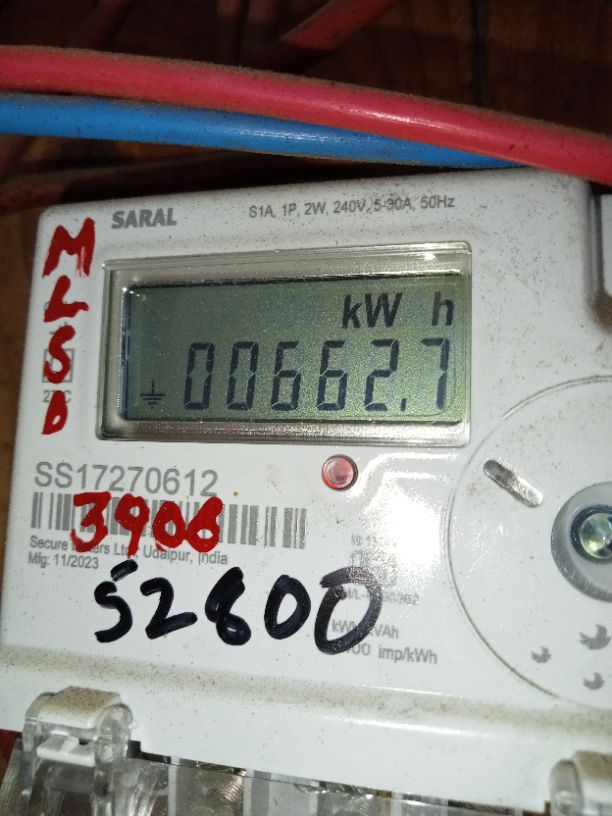 SARAL
S1A, 1P, 2W, 240V, 5-30A, 50Hz
MLSD
kW h
00662.7
SS17270612
3906
Secure Meters Ltd., Udaipur, India
Mfg: 11/2023
52800
imp/kWh